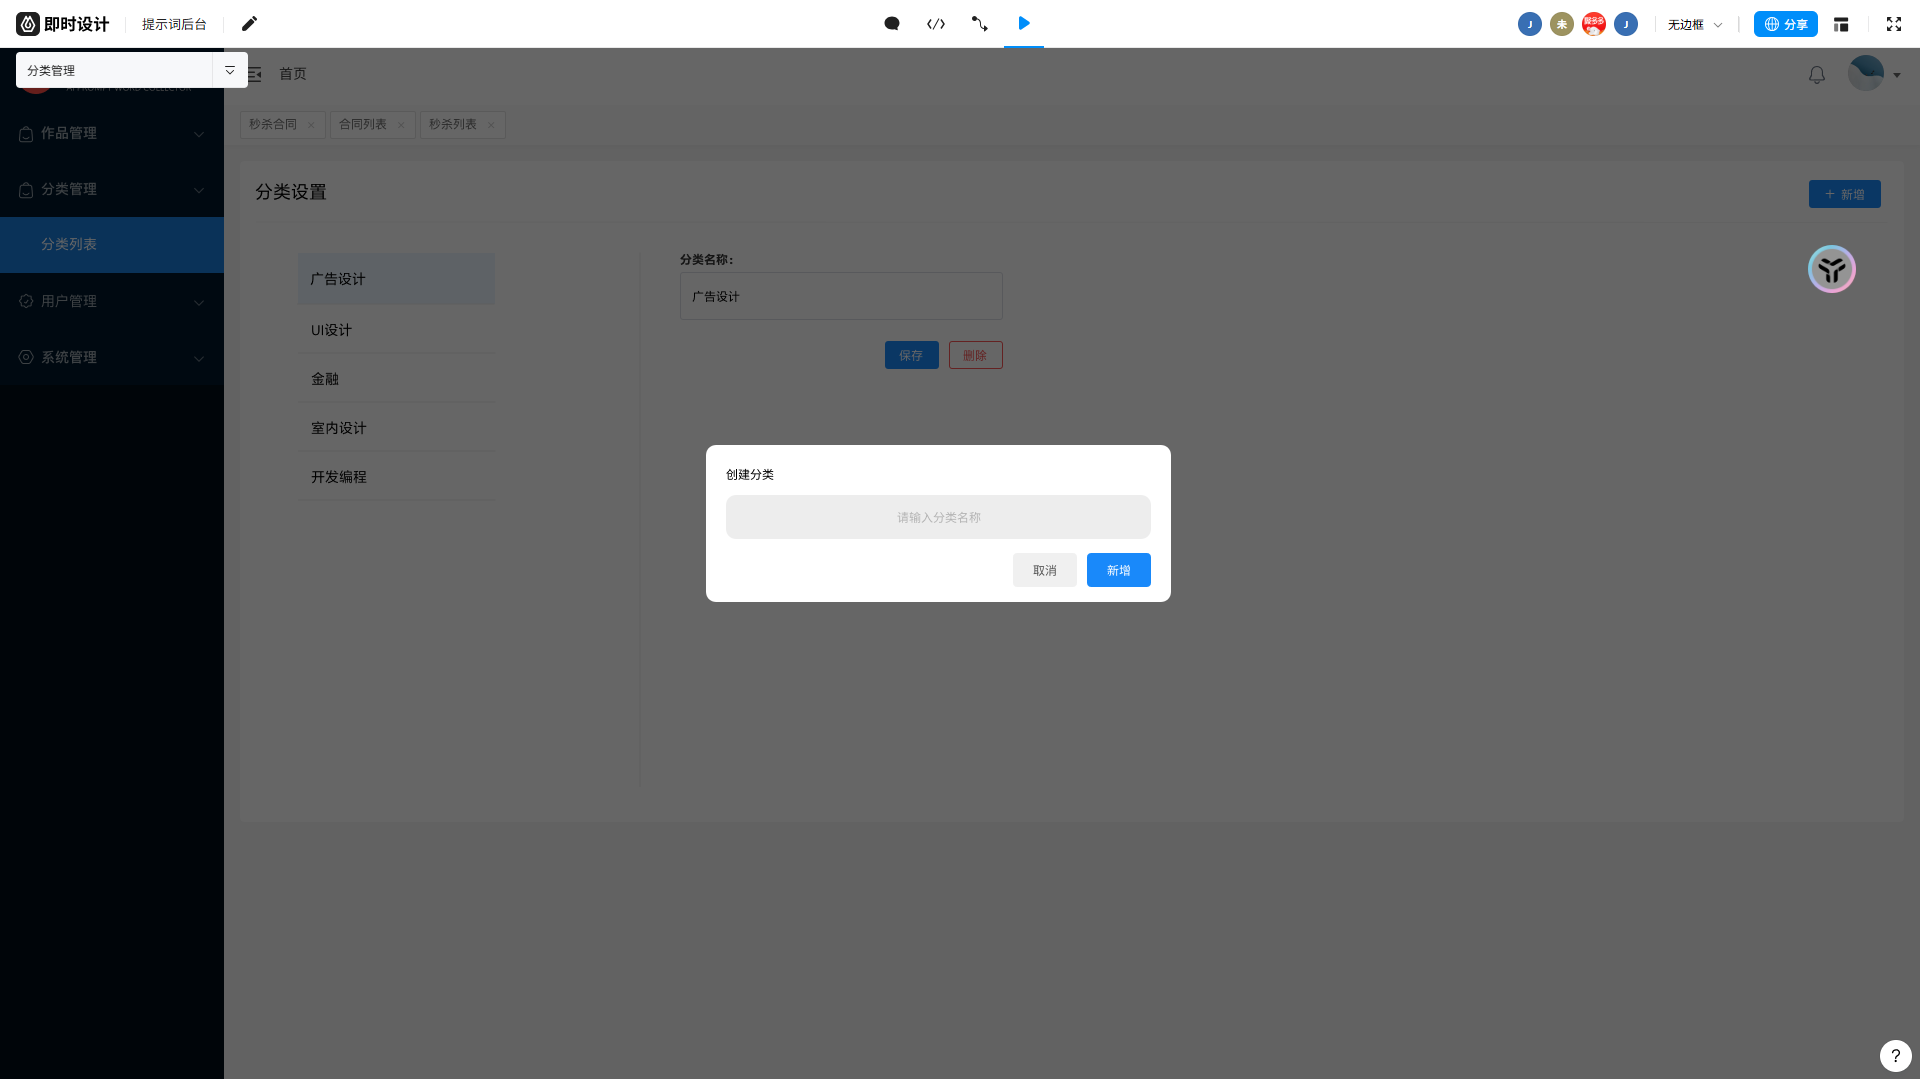 即时设计
提示词后台
J
未
J
无边框
分享
分类管理
首页
作品管理
分类管理
分类列表
用户管理
系统管理
秒杀合同
合同列表
秒杀列表
分类设置
+ 新增
广告设计
UI设计
金融
室内设计
开发编程
分类名称：
广告设计
保存
删除
创建分类
请输入分类名称
取消
新增
?